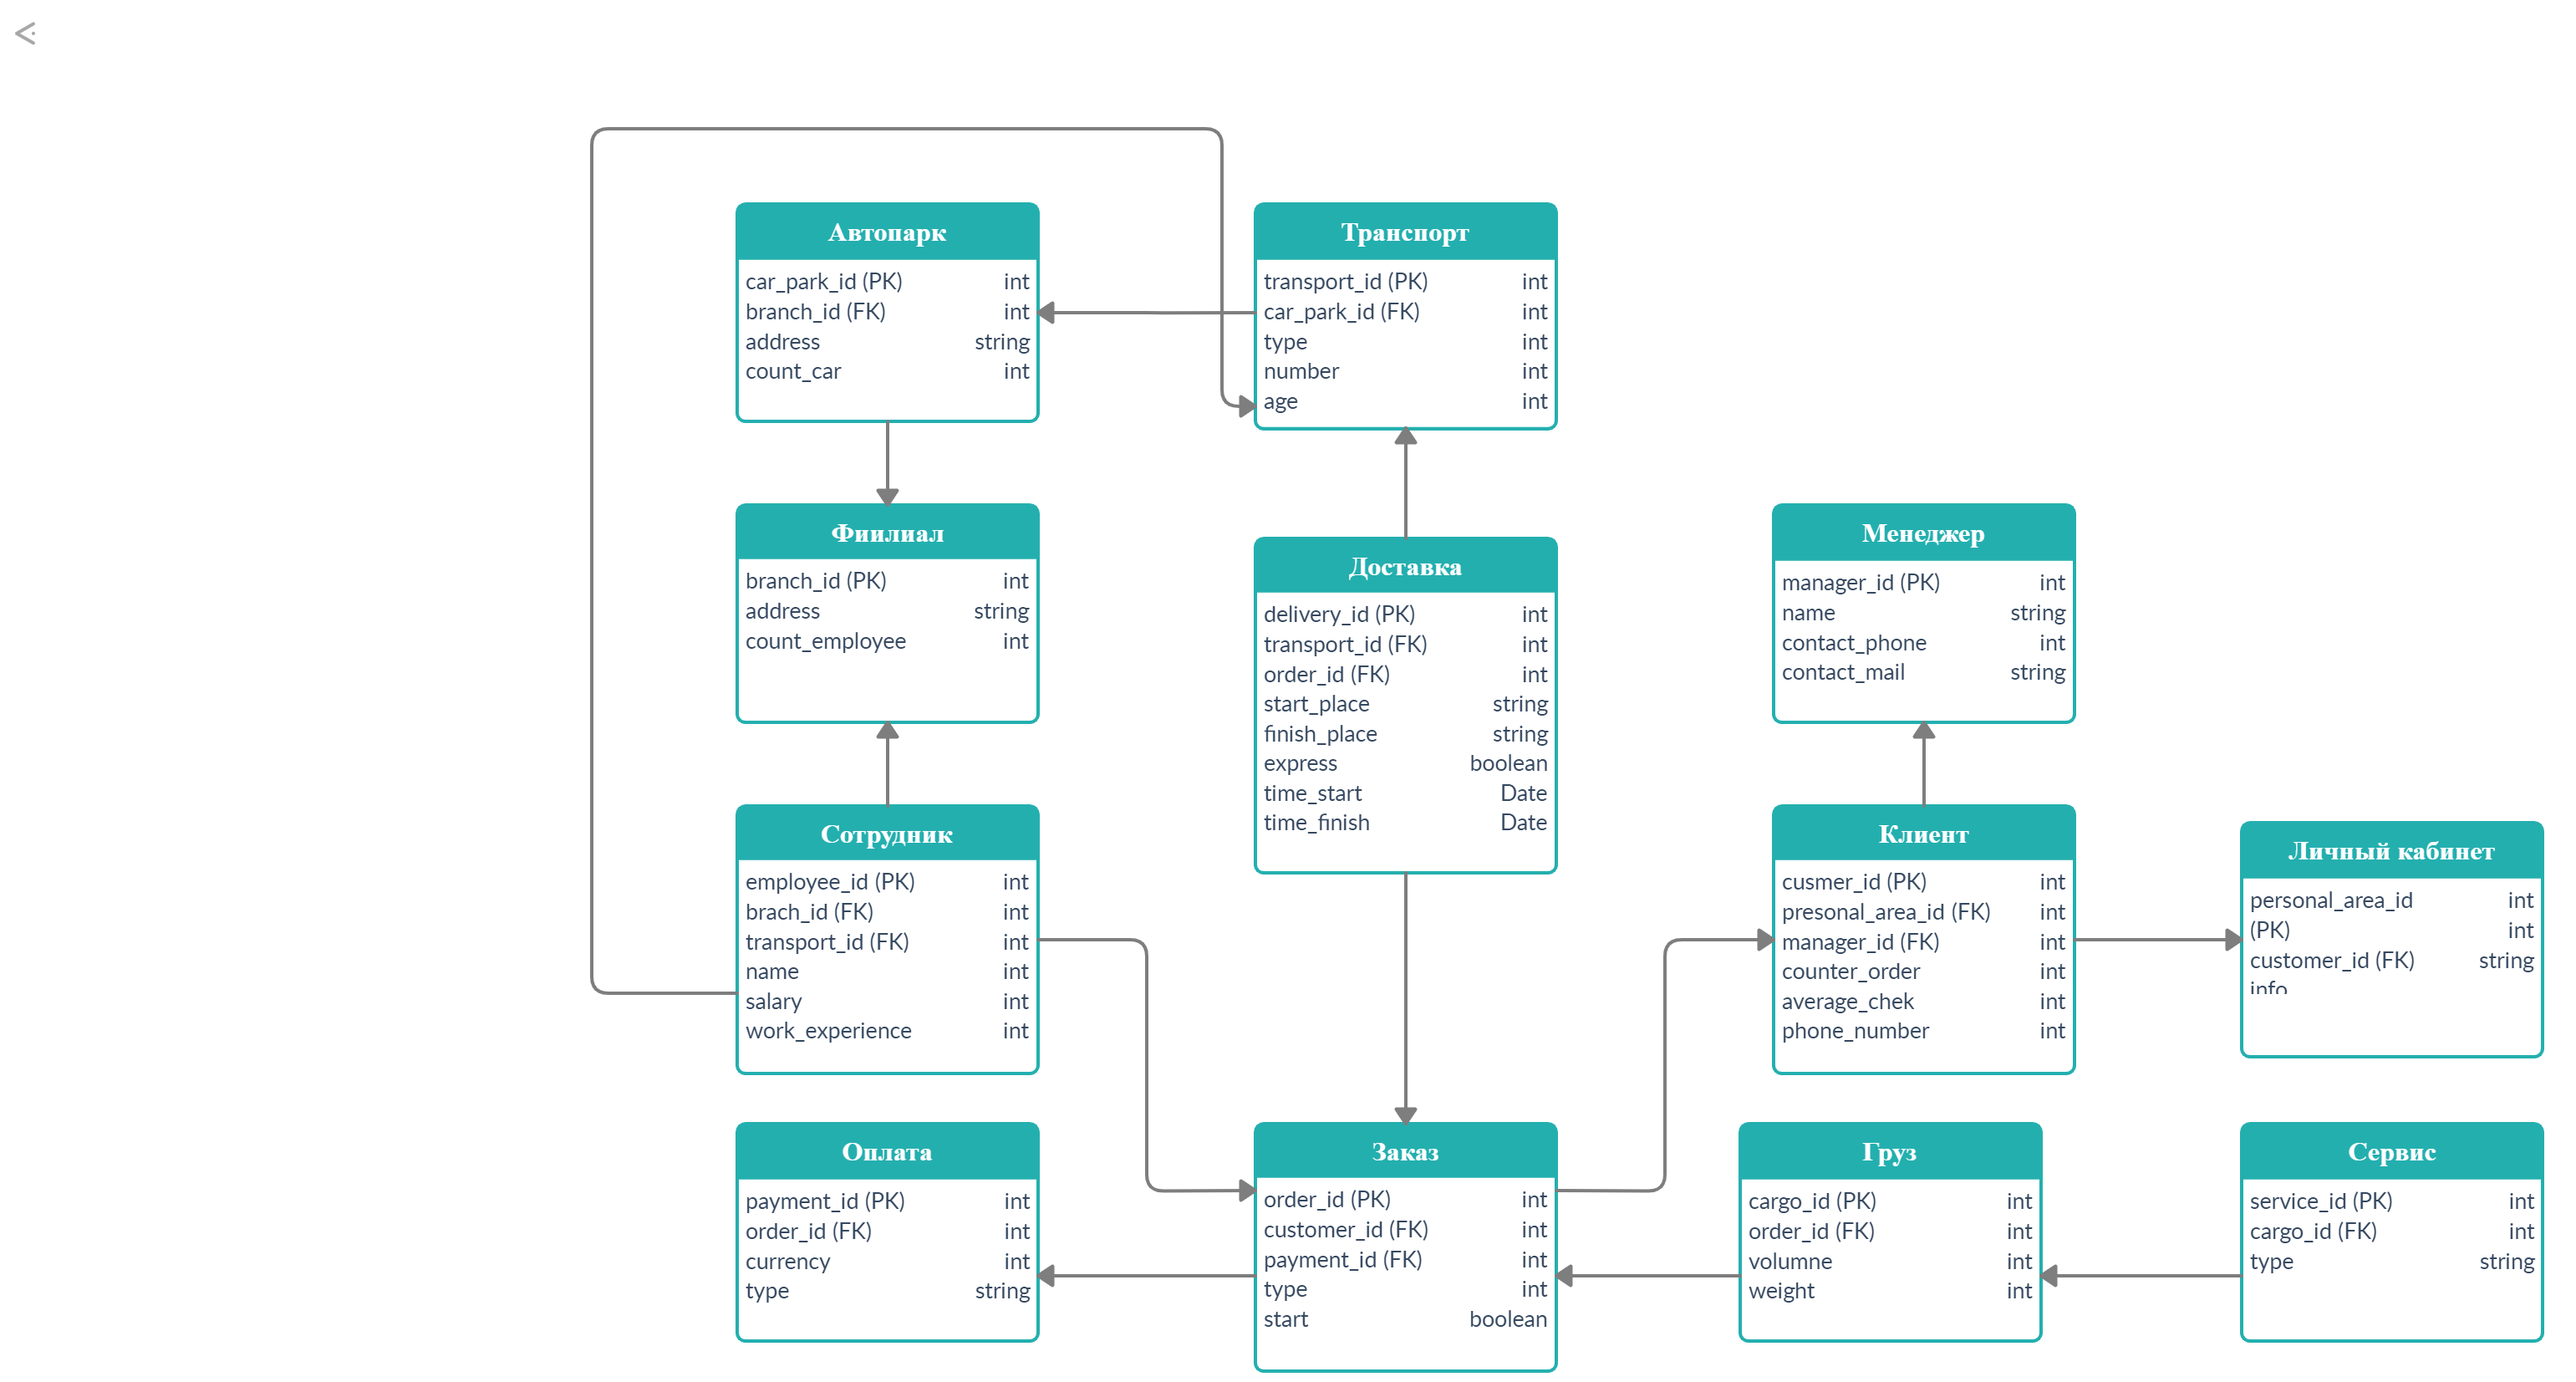 Автопарк
car_park_id (PK) int
branch_id (FK) int
address string
count_car int
Транспорт
transport_id (PK) int
car_park_id (FK) int
type int
number int
age int
Фиилиал
branch_id (PK) int
address string
count_employee int
Доставка
delivery_id (PK) int
transport_id (FK) int
order_id (FK) int
start_place string
finish_place string
express boolean
time_start Date
time_finish Date
Менеджер
manager_id (PK) int
name string
contact_phone int
contact_mail string
Сотрудник
employee_id (PK) int
brach_id (FK) int
transport_id (FK) int
name int
salary int
work_experience int
Клиент
cusmer_id (PK) int
presonal_area_id (FK) int
manager_id (FK) int
counter_order int
average_chek int
phone_number int
Личный кабинет
personal_area_id int
(PK) int
customer_id (FK) string
info
Оплата
payment_id (PK) int
order_id (FK) int
currency int
type string
Заказ
order_id (PK) int
customer_id (FK) int
payment_id (FK) int
type int
start boolean
Груз
cargo_id (PK) int
order_id (FK) int
volumne int
weight int
Сервис
service_id (PK) int
cargo_id (FK) int
type string